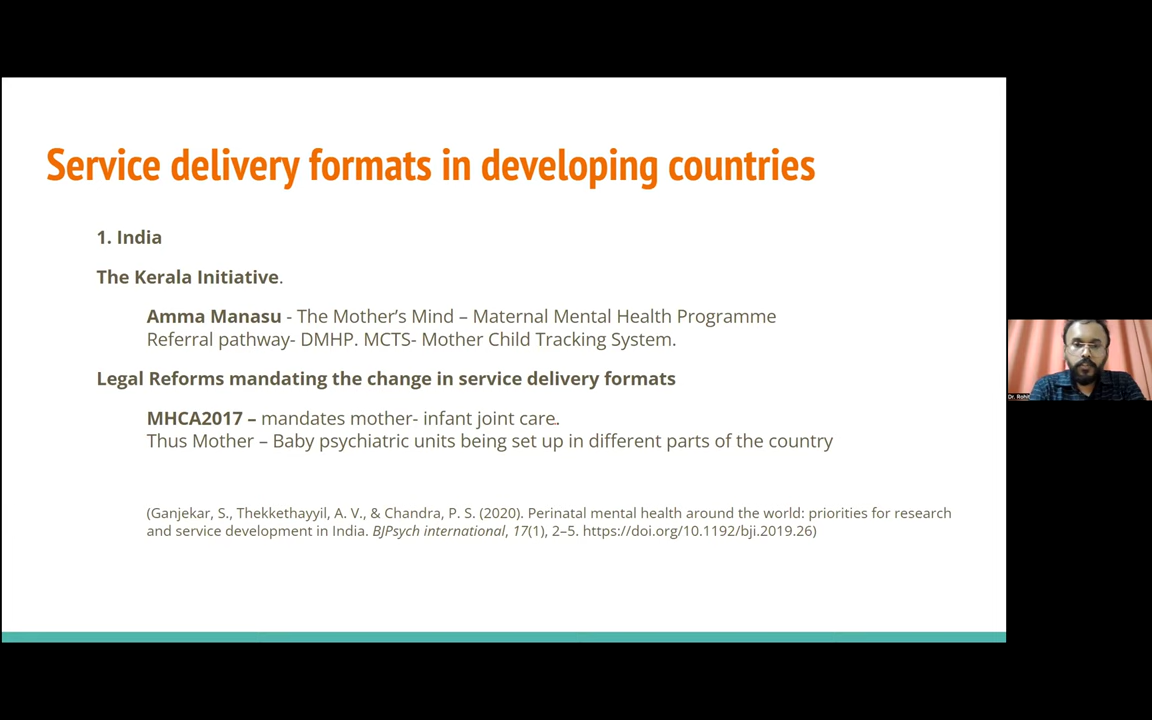 Service delivery formats in developing countries
1. India
The Kerala Initiative.
Amma Manasu - The Mother’s Mind – Maternal Mental Health Programme
Referral pathway- DMHP. MCTS- Mother Child Tracking System.
Legal Reforms mandating the change in service delivery formats
MHCA2017 – mandates mother- infant joint care.
Thus Mother – Baby psychiatric units being set up in different parts of the country
(Ganjekar, S., Thekkethayyil, A. V., & Chandra, P. S. (2020). Perinatal mental health around the world: priorities for research
and service development in India. BJPsych international, 17(1), 2–5. https://doi.org/10.1192/bji.2019.26)
Dr. Rohit